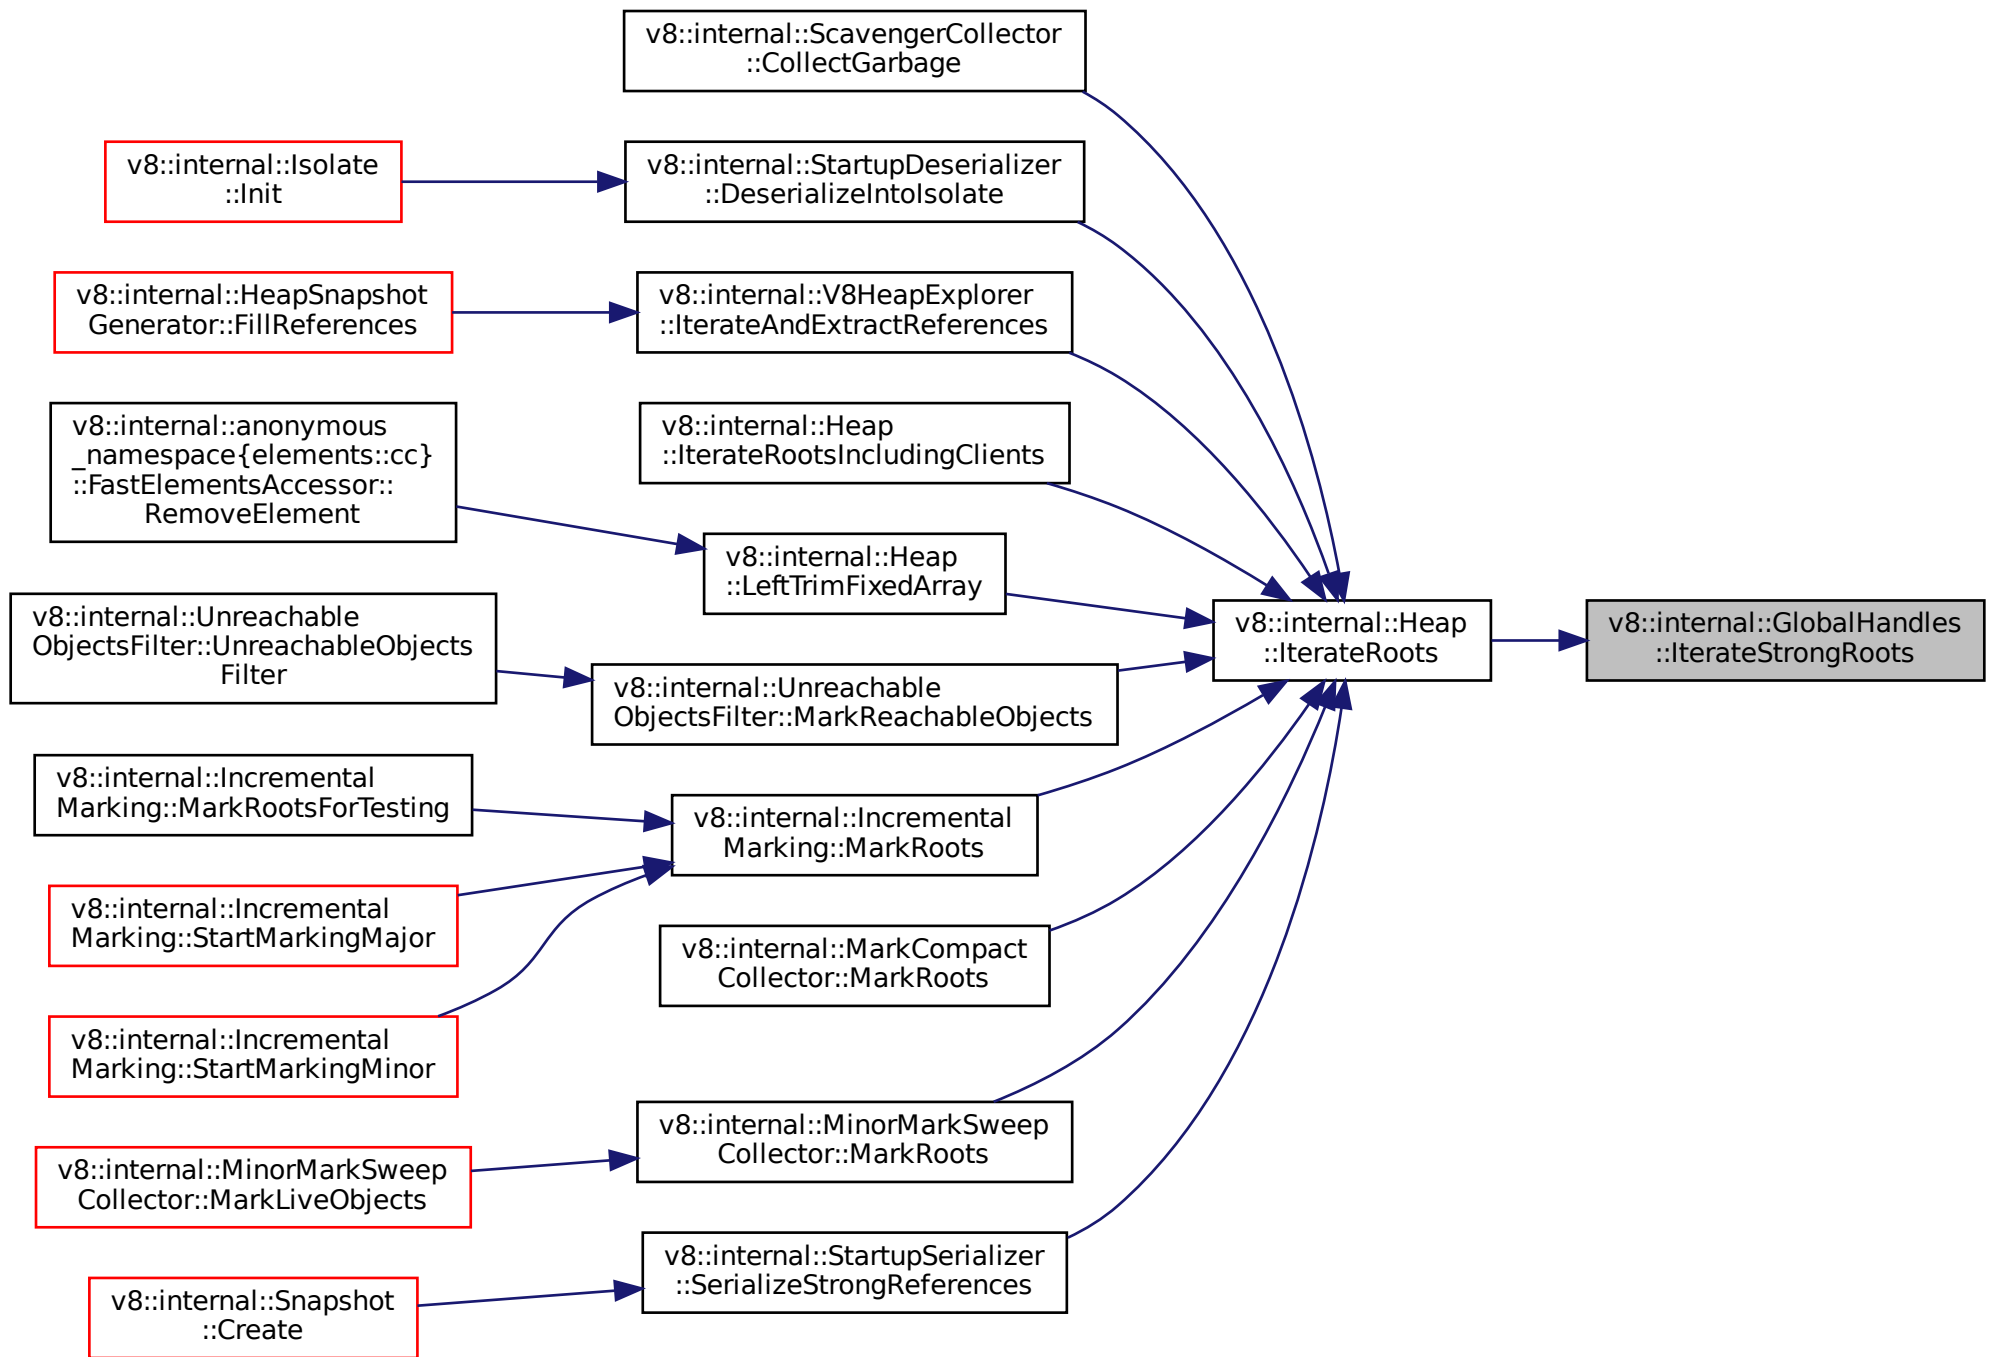 v8::internal::ScavengerCollector
::CollectGarbage
v8::internal::Isolate
::Init
v8::internal::StartupDeserializer
::DeserializeIntoIsolate
v8::internal::HeapSnapshot
Generator::FillReferences
v8::internal::V8HeapExplorer
::IterateAndExtractReferences
v8::internal::anonymous
_namespace{elements::cc}
::FastElementsAccessor::
RemoveElement
v8::internal::Heap
::IterateRootsIncludingClients
v8::internal::Heap
::LeftTrimFixedArray
v8::internal::Unreachable
ObjectsFilter::UnreachableObjects
Filter
v8::internal::Heap
::IterateRoots
v8::internal::GlobalHandles
::IterateStrongRoots
v8::internal::Unreachable
ObjectsFilter::MarkReachableObjects
v8::internal::Incremental
Marking::MarkRootsForTesting
v8::internal::Incremental
Marking::MarkRoots
v8::internal::Incremental
Marking::StartMarkingMajor
v8::internal::MarkCompact
Collector::MarkRoots
v8::internal::Incremental
Marking::StartMarkingMinor
v8::internal::MinorMarkSweep
Collector::MarkRoots
v8::internal::MinorMarkSweep
Collector::MarkLiveObjects
v8::internal::StartupSerializer
::SerializeStrongReferences
v8::internal::Snapshot
::Create